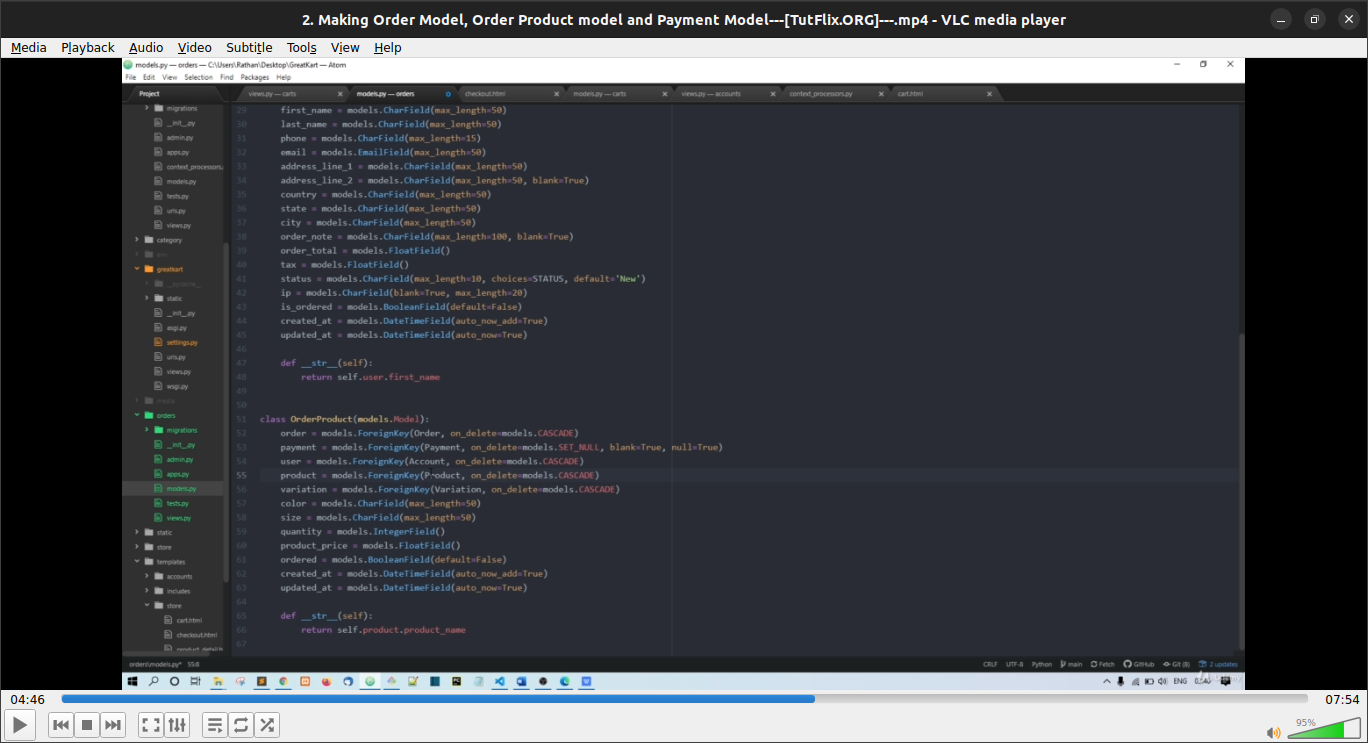 2. Making Order Model, Order Product model and Payment Model---[TutFlix.ORG]---.mp4 - VLC media player
Media Playback Audio Video Subtitle Tools View Help
models.py — orders — C:\Users\Rathan\Desktop\GreatKart — Atom
File Edit View Selection Find Packages Help
Project
views.py — carts
models.py — orders
checkout.html
models.py — carts
views.py — accounts
context_processors.py
cart.html
migrations
__init__.py
admin.py
apps.py
context_processors.
models.py
tests.py
urls.py
views.py
category
env
greatkart
__pycache__
static
__init__.py
asgi.py
settings.py
urls.py
views.py
wsgi.py
media
orders
migrations
__init__.py
admin.py
apps.py
models.py
tests.py
views.py
static
store
templates
accounts
includes
store
cart.html
checkout.html
29 first_name = models.CharField(max_length=50)
30 last_name = models.CharField(max_length=50)
31 phone = models.CharField(max_length=15)
32 email = models.EmailField(max_length=50)
33 address_line_1 = models.CharField(max_length=50)
34 address_line_2 = models.CharField(max_length=50, blank=True)
35 country = models.CharField(max_length=50)
36 state = models.CharField(max_length=50)
37 city = models.CharField(max_length=50)
38 order_note = models.CharField(max_length=100, blank=True)
39 order_total = models.FloatField()
40 tax = models.FloatField()
41 status = models.CharField(max_length=10, choices=STATUS, default='New')
42 ip = models.CharField(blank=True, max_length=20)
43 is_ordered = models.BooleanField(default=False)
44 created_at = models.DateTimeField(auto_now_add=True)
45 updated_at = models.DateTimeField(auto_now=True)
46
47 def __str__(self):
48 return self.user.first_name
49
50
51 class OrderProduct(models.Model):
52 order = models.ForeignKey(Order, on_delete=models.CASCADE)
53 payment = models.ForeignKey(Payment, on_delete=models.SET_NULL, blank=True, null=True)
54 user = models.ForeignKey(Account, on_delete=models.CASCADE)
55 product = models.ForeignKey(Product, on_delete=models.CASCADE)
56 variation = models.ForeignKey(Variation, on_delete=models.CASCADE)
57 color = models.CharField(max_length=50)
58 size = models.CharField(max_length=50)
59 quantity = models.IntegerField()
60 product_price = models.FloatField()
61 ordered = models.BooleanField(default=False)
62 created_at = models.DateTimeField(auto_now_add=True)
63 updated_at = models.DateTimeField(auto_now=True)
64
65 def __str__(self):
66 return self.product.product_name
67
orders\models.py* 55:8
CRLF UTF-8 Python main Fetch GitHub Git (8) 2 updates
ENG
04:46
07:54
95%